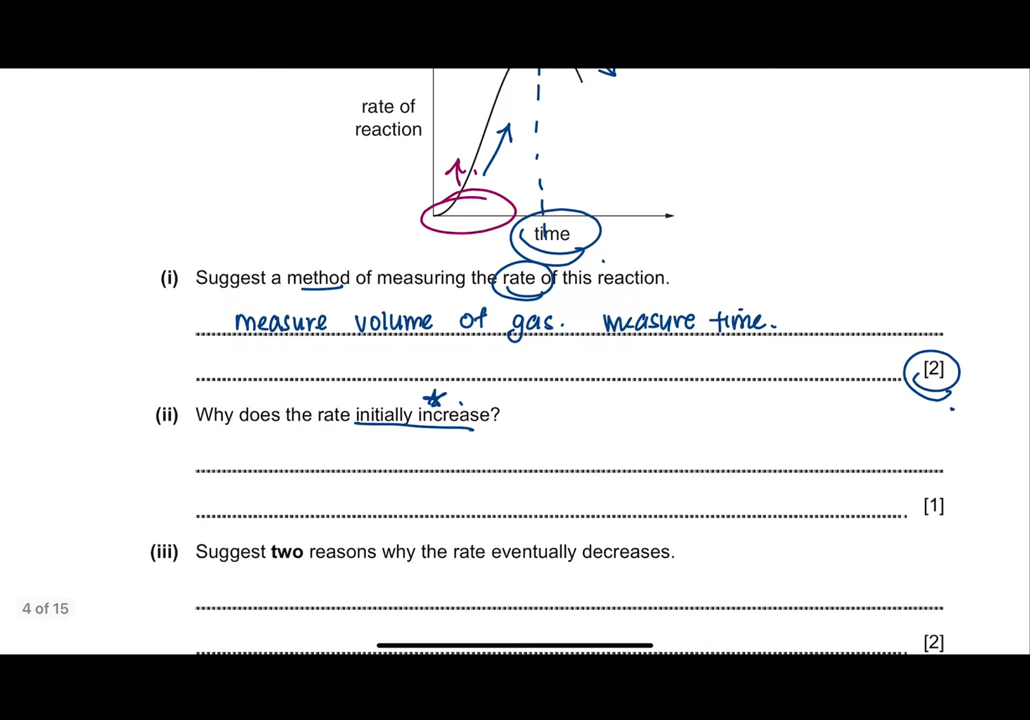 rate of
reaction
time
(i) Suggest a method of measuring the rate of this reaction.
measure volume of gas. measure time.
[2]
(ii) Why does the rate initially increase?
[1]
(iii) Suggest two reasons why the rate eventually decreases.
4 of 15
[2]